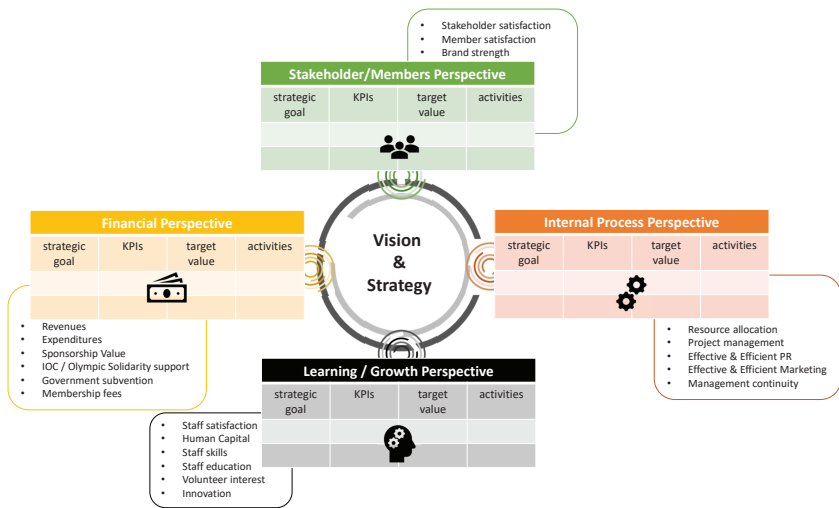 • Stakeholder satisfaction
• Member satisfaction
• Brand strength
Stakeholder/Members Perspective
strategic goal KPIs target value activities
Financial Perspective
strategic goal KPIs target value activities
Vision
&
Strategy
Internal Process Perspective
strategic goal KPIs target value activities
• Revenues
• Expenditures
• Sponsorship Value
• IOC / Olympic Solidarity support
• Government subvention
• Membership fees
• Resource allocation
• Project management
• Effective & Efficient PR
• Effective & Efficient Marketing
• Management continuity
Learning / Growth Perspective
strategic goal KPIs target value activities
• Staff satisfaction
• Human Capital
• Staff skills
• Staff education
• Volunteer interest
• Innovation